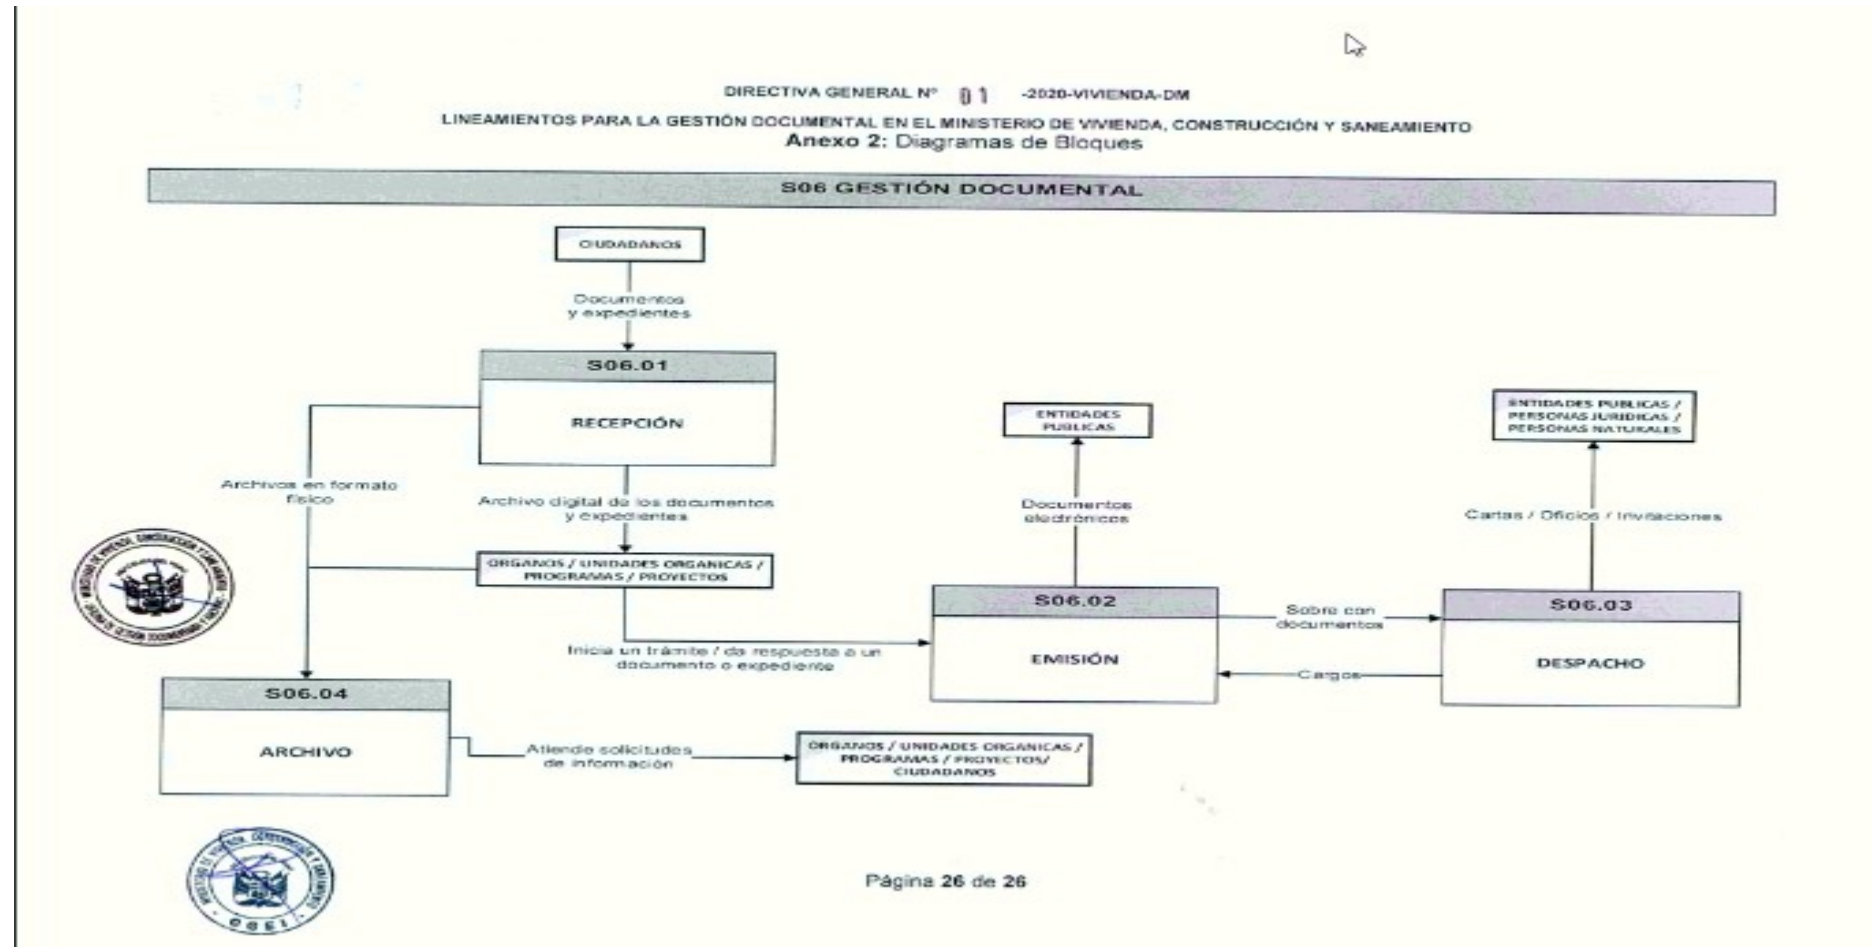 DIRECTIVA GENERAL N° 01 -2020-VIVIENDA-DM
LINEAMIENTOS PARA LA GESTIÓN DOCUMENTAL EN EL MINISTERIO DE VIVIENDA, CONSTRUCCIÓN Y SANEAMIENTO
Anexo 2: Diagramas de Bloques
S06 GESTIÓN DOCUMENTAL
CIUDADANOS
Documentos
y expedientes
S06.01
RECEPCIÓN
Archivos en formato
físico
Archivo digital de los documentos
y expedientes
ORGANOS / UNIDADES ORGANICAS /
PROGRAMAS / PROYECTOS
Inicia un trámite / da respuesta a un
documento o expediente
ENTIDADES
PUBLICAS
Documentos
electrónicos
S06.02
EMISIÓN
Sobre con
documentos
Cargos
ENTIDADES PUBLICAS /
PERSONAS JURIDICAS /
PERSONAS NATURALES
Cartas / Oficios / Invitaciones
S06.03
DESPACHO
S06.04
ARCHIVO
Atiende solicitudes
de información
ORGANOS / UNIDADES ORGANICAS /
PROGRAMAS / PROYECTOS/
CIUDADANOS
Página 26 de 26